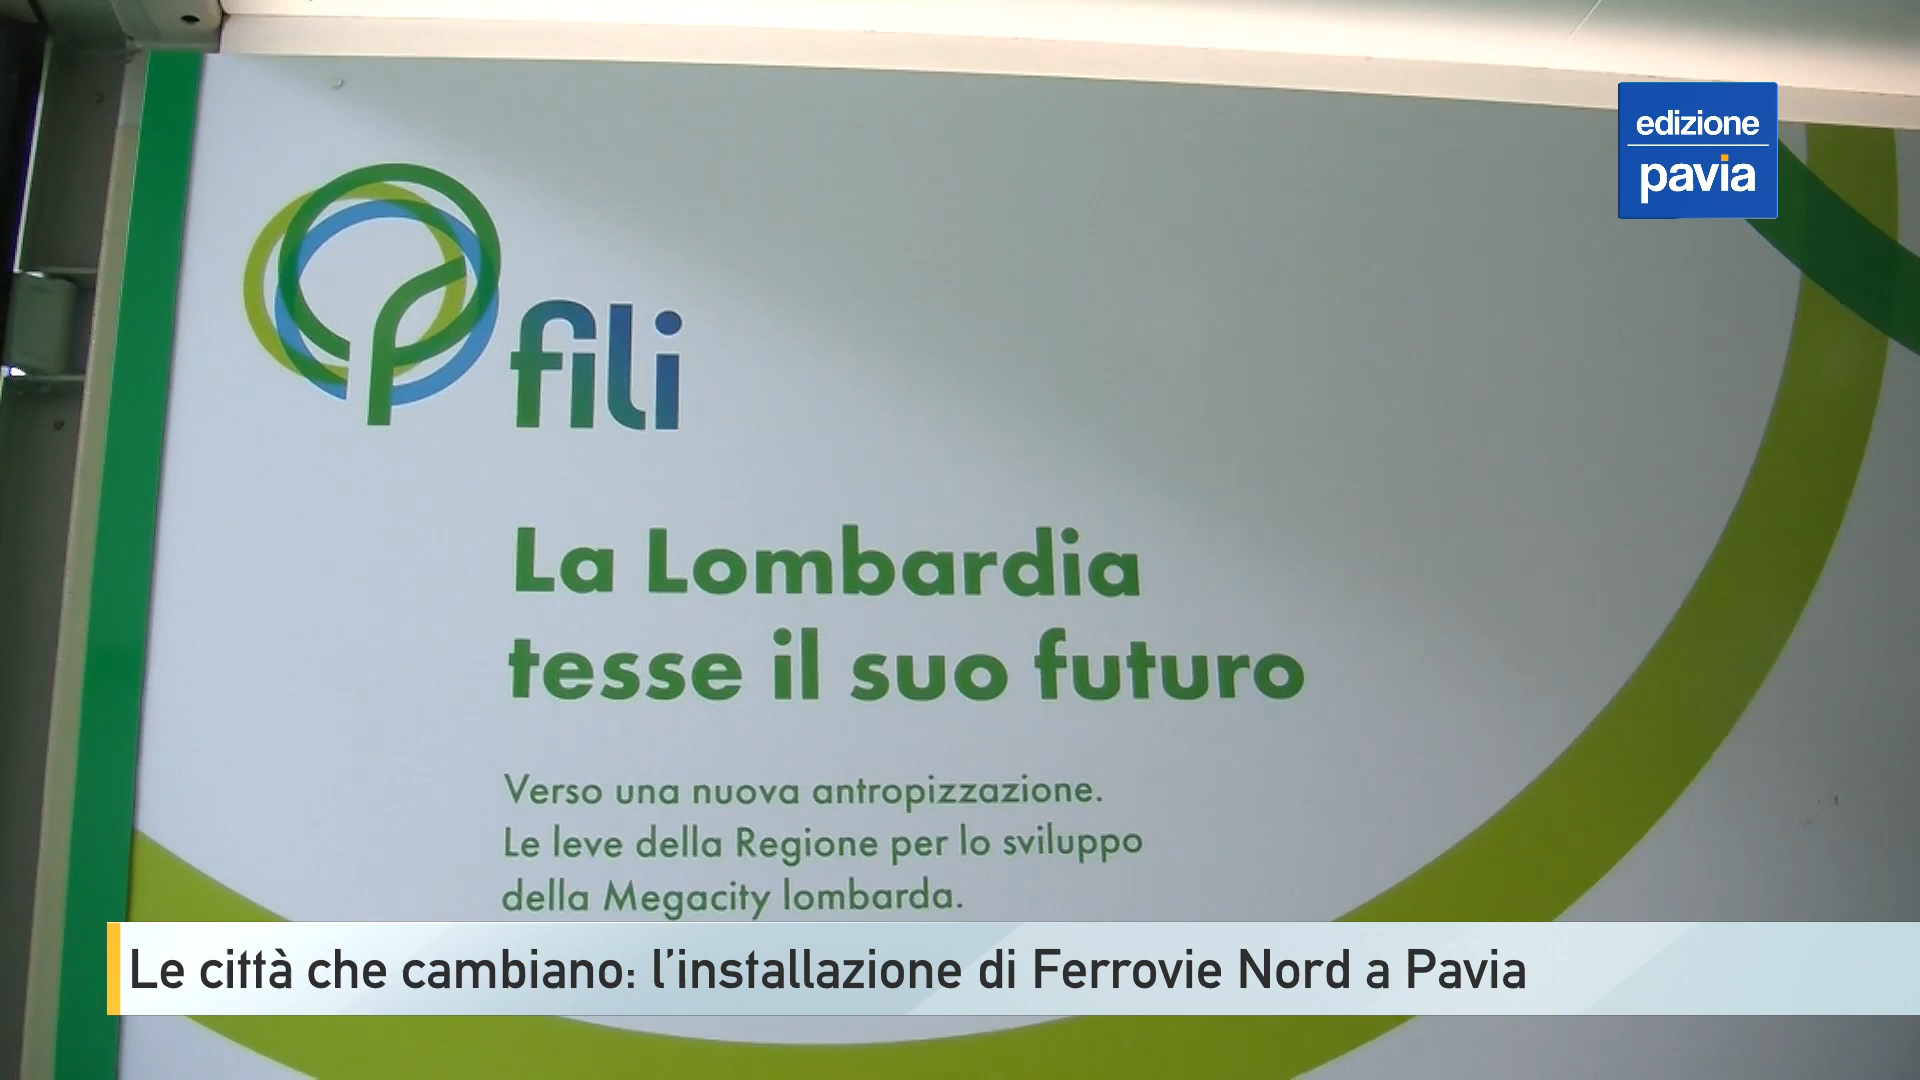 edizione
pavia
fili
La Lombardia
tesse il suo futuro
Verso una nuova antropizzazione.
Le leve della Regione per lo sviluppo
della Megacity lombarda.
Le città che cambiano: l’installazione di Ferrovie Nord a Pavia